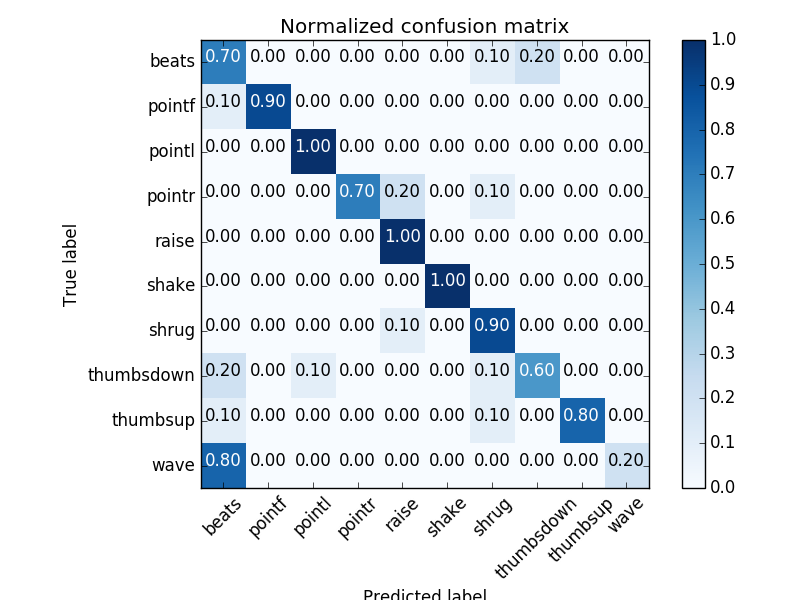 Normalized confusion matrix
True label
beats 0.70 0.00 0.00 0.00 0.00 0.00 0.10 0.20 0.00 0.00
pointf 0.10 0.90 0.00 0.00 0.00 0.00 0.00 0.00 0.00 0.00
pointl 0.00 0.00 1.00 0.00 0.00 0.00 0.00 0.00 0.00 0.00
pointr 0.00 0.00 0.00 0.70 0.20 0.00 0.10 0.00 0.00 0.00
raise 0.00 0.00 0.00 0.00 1.00 0.00 0.00 0.00 0.00 0.00
shake 0.00 0.00 0.00 0.00 0.00 1.00 0.00 0.00 0.00 0.00
shrug 0.00 0.00 0.00 0.00 0.10 0.00 0.90 0.00 0.00 0.00
thumbsdown 0.20 0.00 0.10 0.00 0.00 0.00 0.10 0.60 0.00 0.00
thumbsup 0.10 0.00 0.00 0.00 0.00 0.00 0.10 0.00 0.80 0.00
wave 0.80 0.00 0.00 0.00 0.00 0.00 0.00 0.00 0.00 0.20
beats pointf pointl pointr raise shake shrug thumbsdown thumbsup wave
Predicted label
1.0
0.9
0.8
0.7
0.6
0.5
0.4
0.3
0.2
0.1
0.0